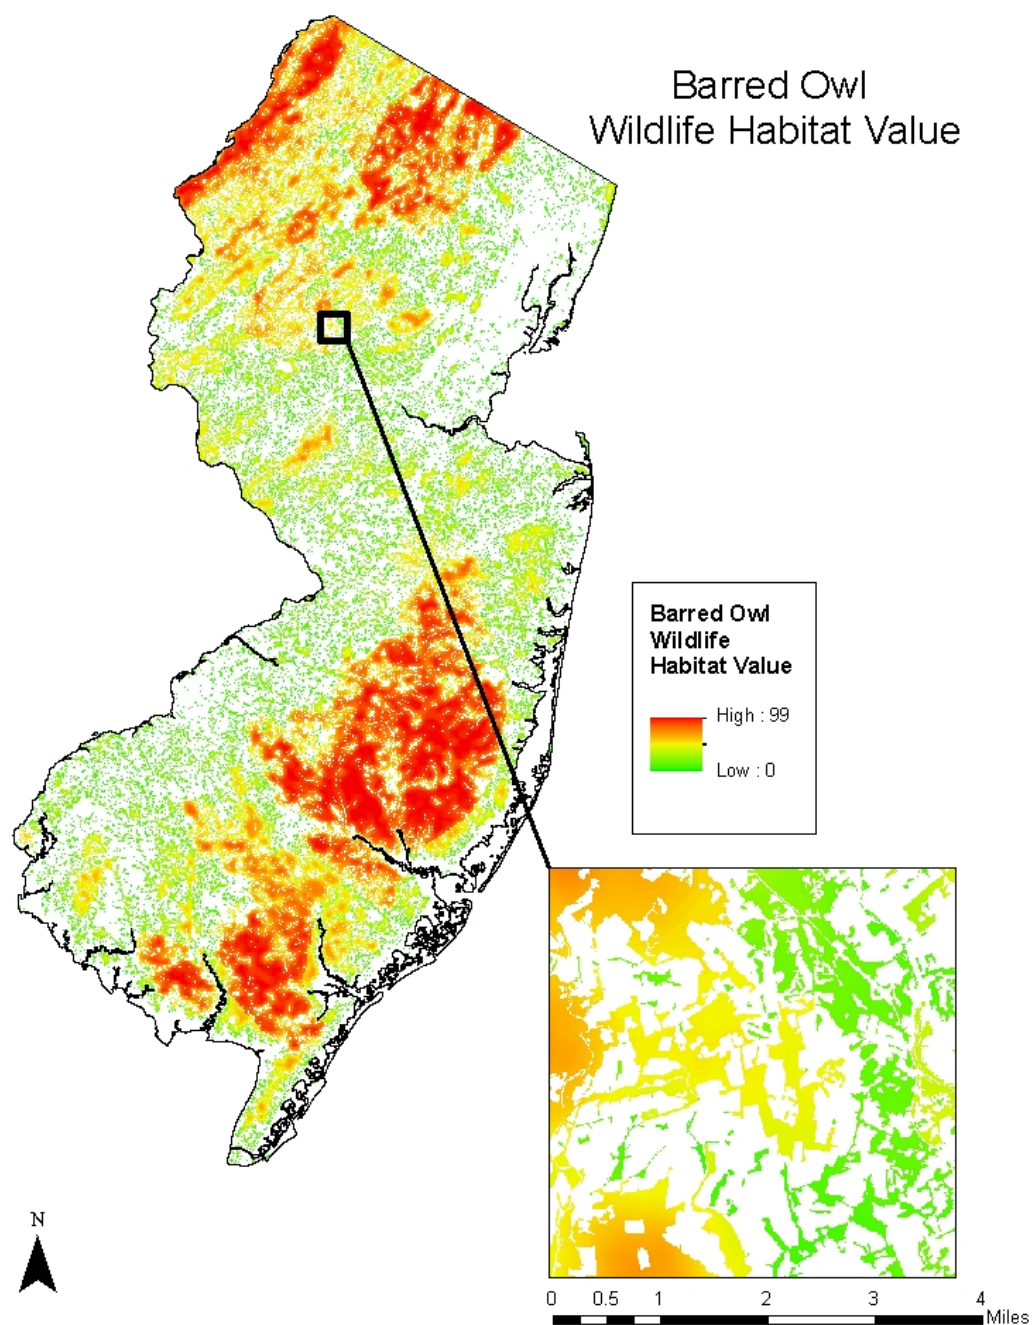 Barred Owl
Wildlife Habitat Value
Barred Owl
Wildlife
Habitat Value
High : 99
Low : 0
N
0 0.5 1 2 3 4
Miles